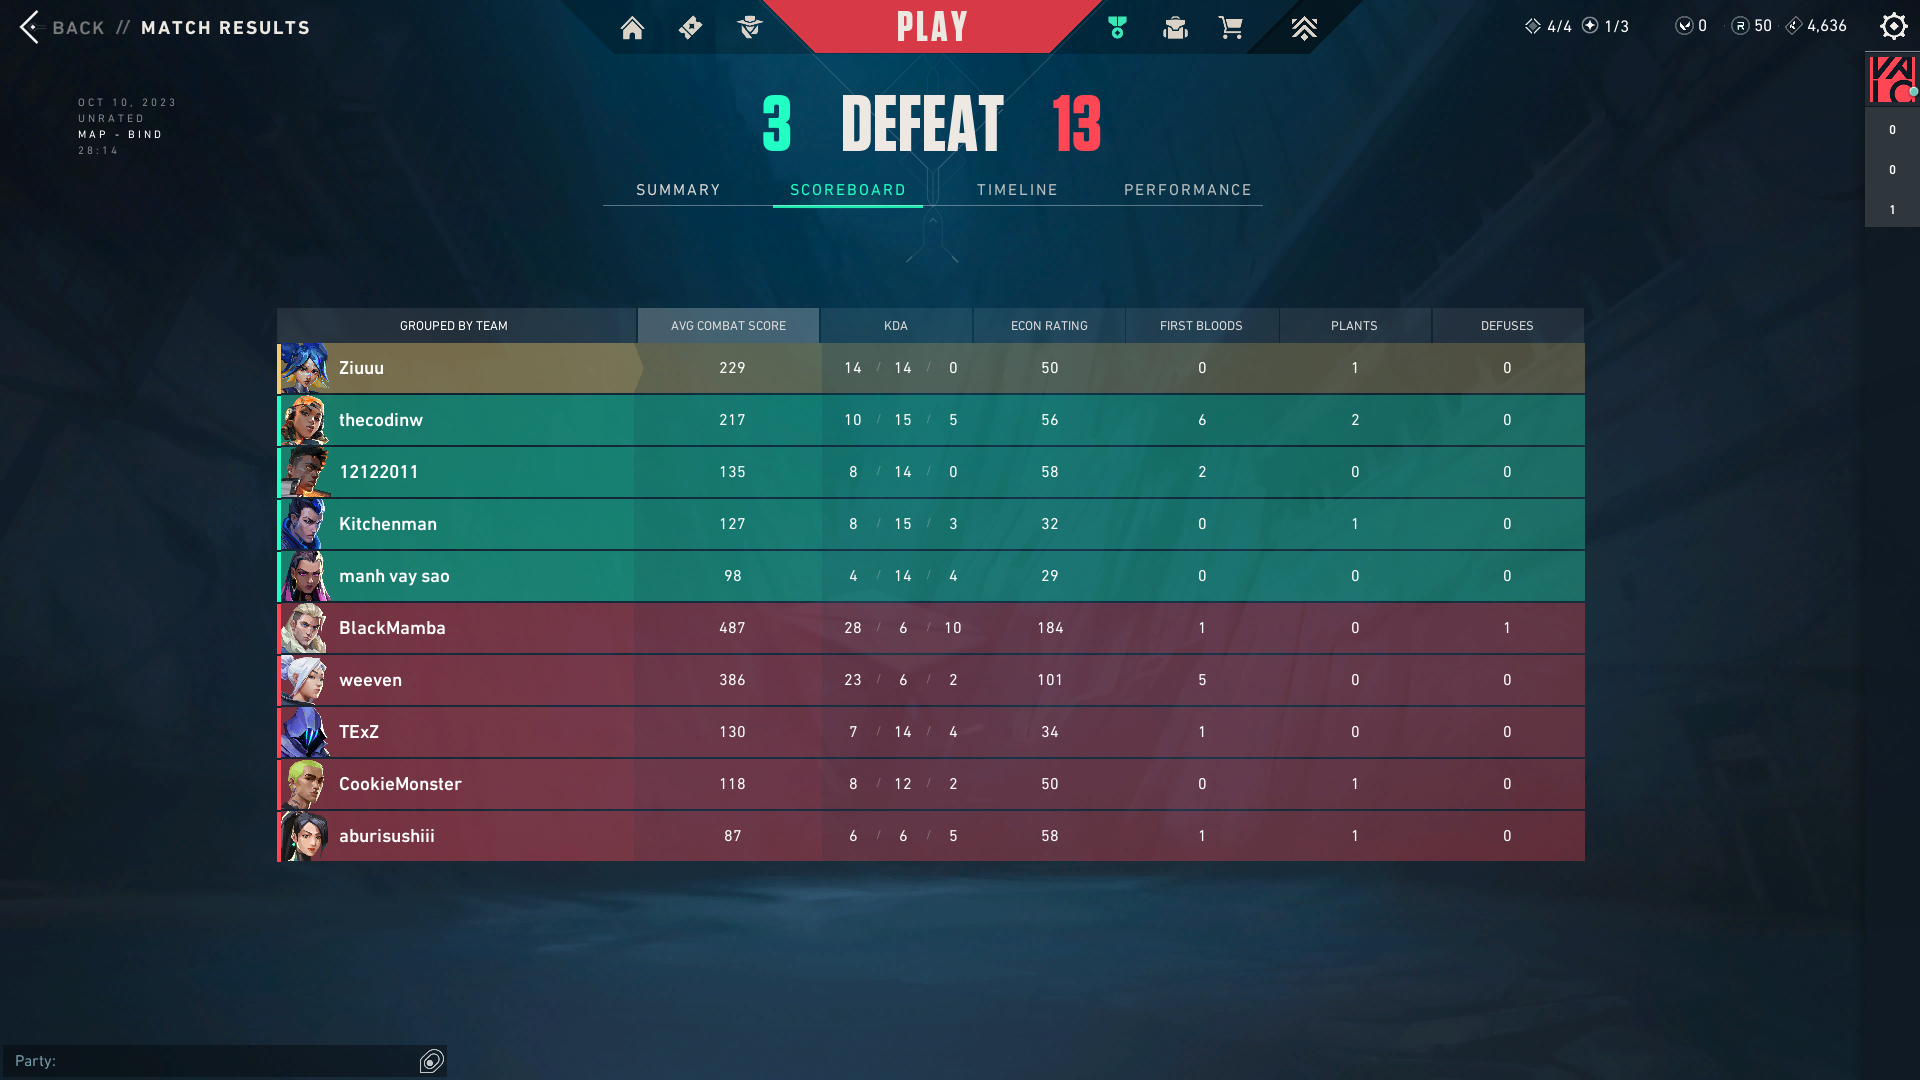 BACK // MATCH RESULTS
PLAY
4/4 1/3 0 50 4,636
OCT 10, 2023
UNRATED
MAP - BIND
28:14
3 DEFEAT 13
SUMMARY SCOREBOARD TIMELINE PERFORMANCE
0
0
1
GROUPED BY TEAM AVG COMBAT SCORE KDA ECON RATING FIRST BLOODS PLANTS DEFUSES
Ziuuu 229 14 / 14 / 0 50 0 1 0
thecodinw 217 10 / 15 / 5 56 6 2 0
12122011 135 8 / 14 / 0 58 2 0 0
Kitchenman 127 8 / 15 / 3 32 0 1 0
manh vay sao 98 4 / 14 / 4 29 0 0 0
BlackMamba 487 28 / 6 / 10 184 1 0 1
weeven 386 23 / 6 / 2 101 5 0 0
TExZ 130 7 / 14 / 4 34 1 0 0
CookieMonster 118 8 / 12 / 2 50 0 1 0
aburisushiii 87 6 / 6 / 5 58 1 1 0
Party: